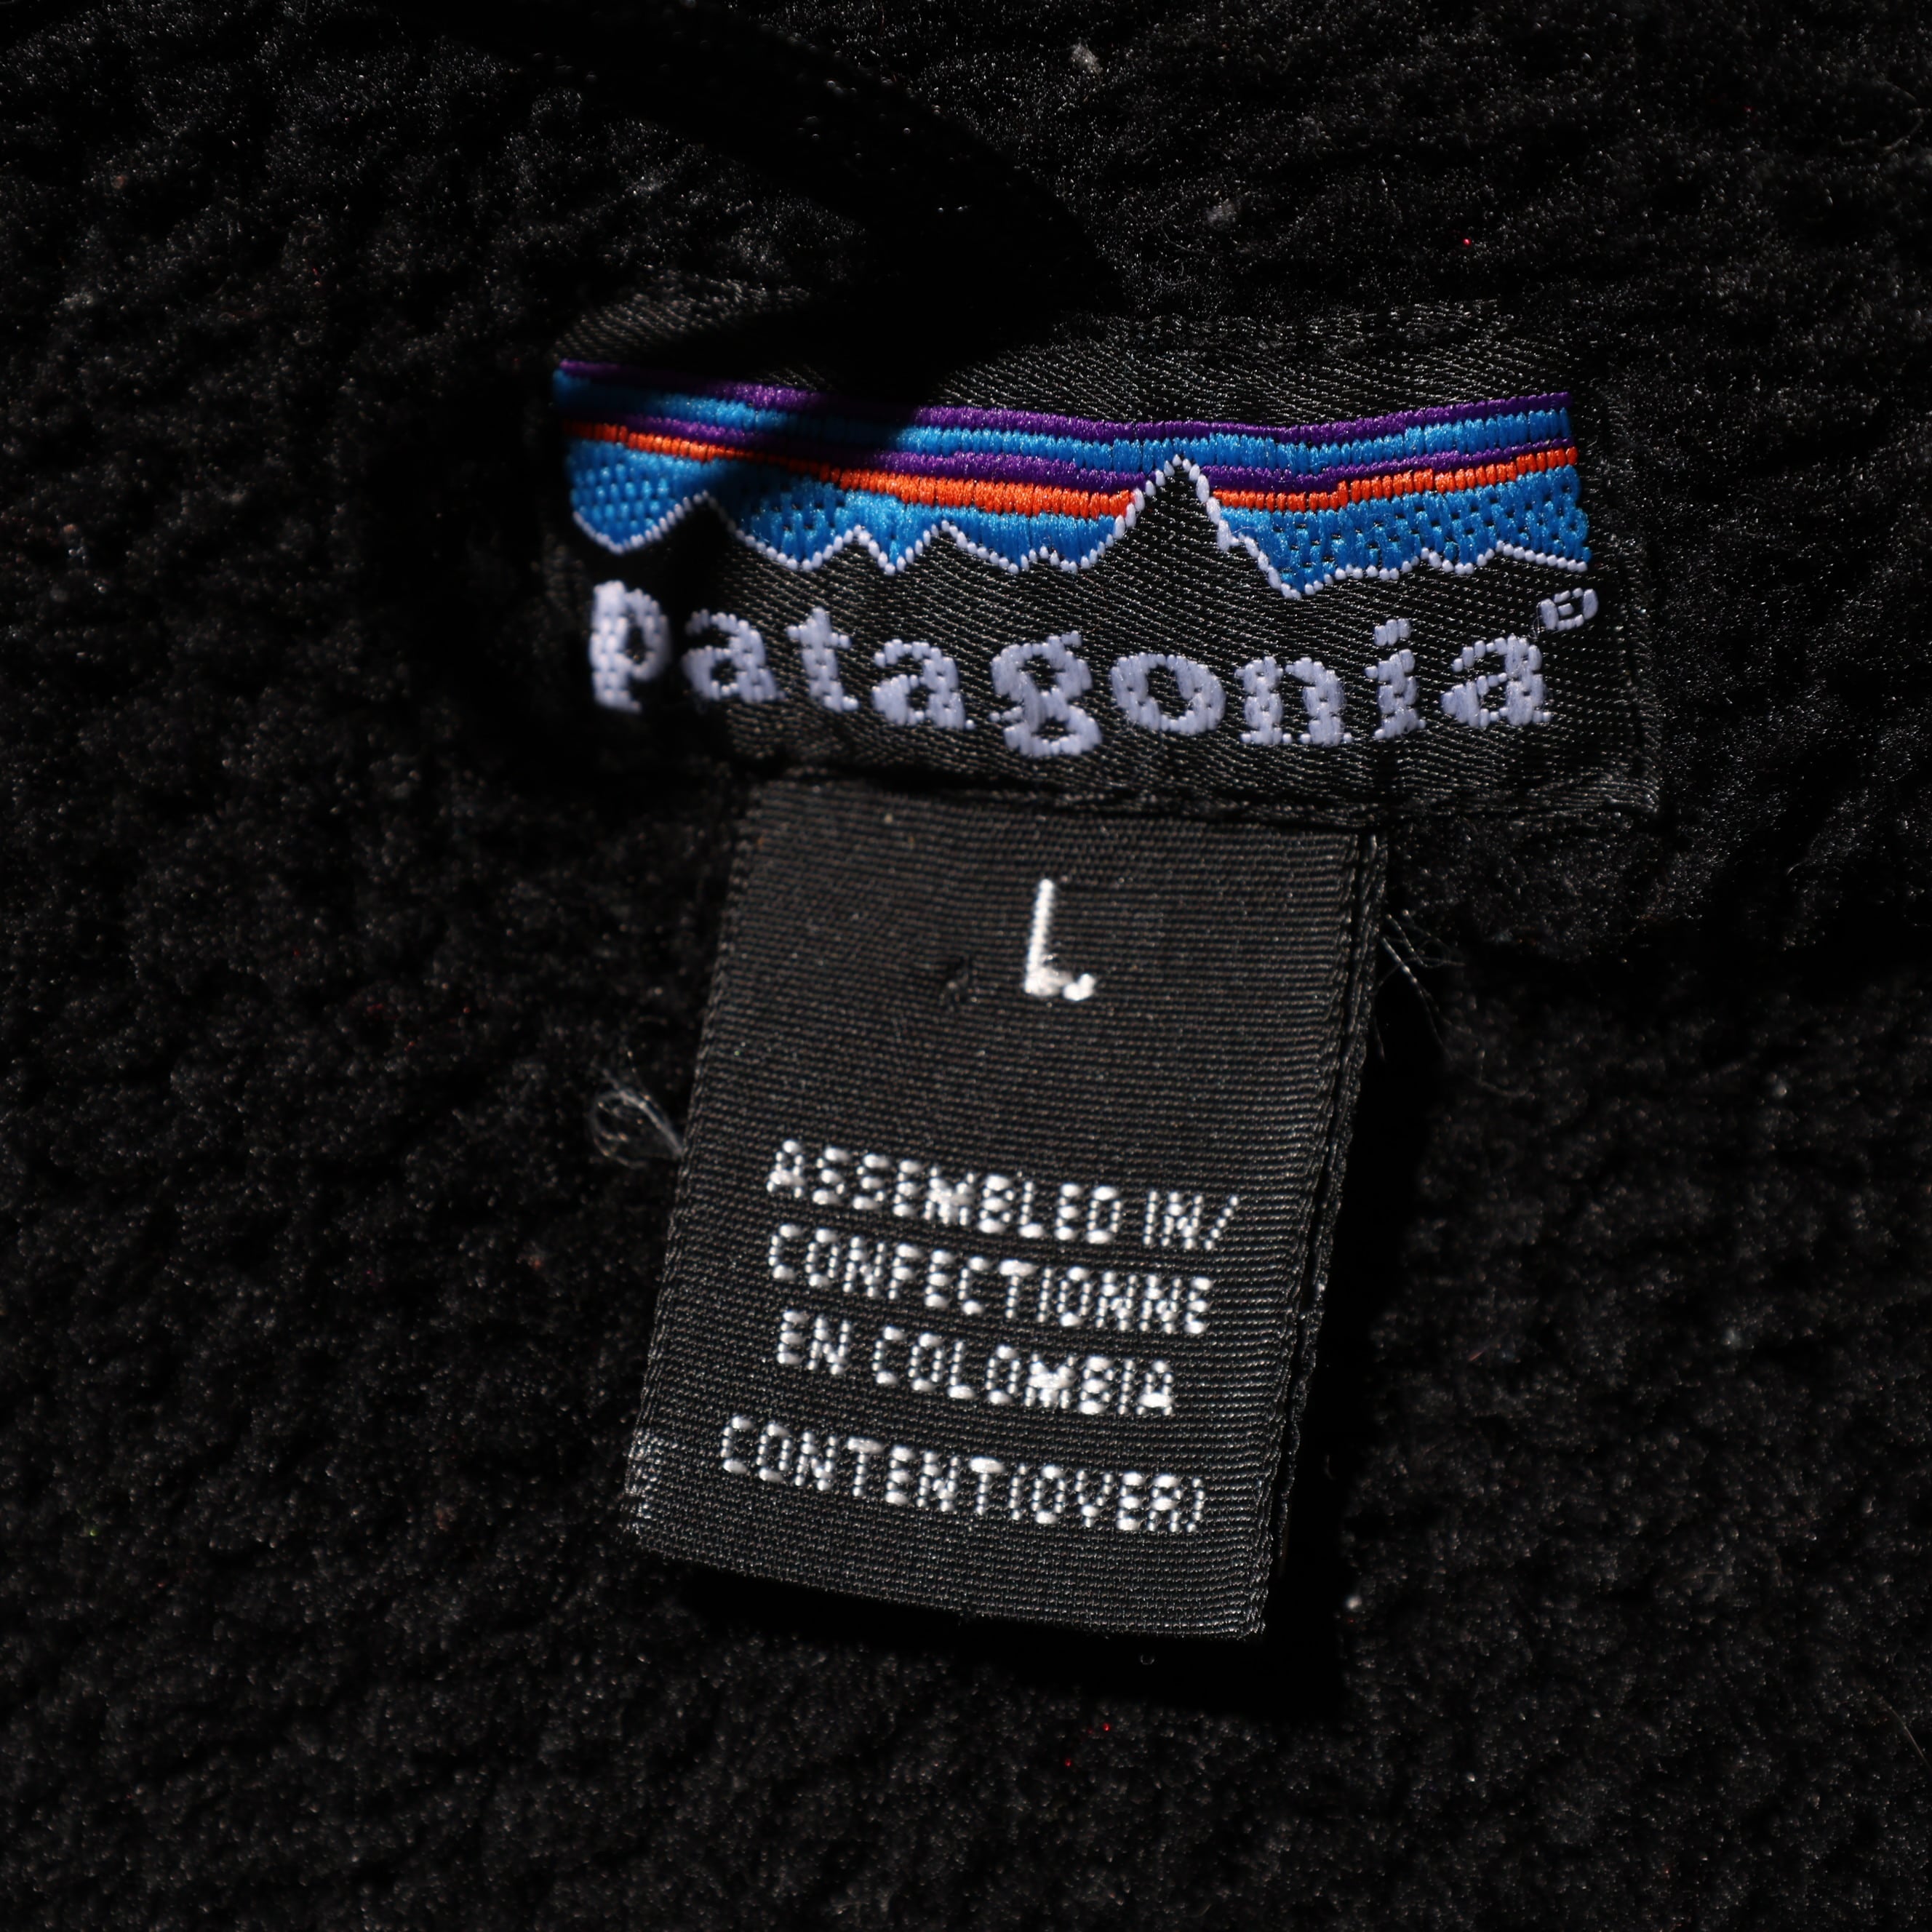 patagonia®
L
ASSEMBLED IN/
CONFECTIONNE
EN COLOMBIA
CONTENT(OVER)